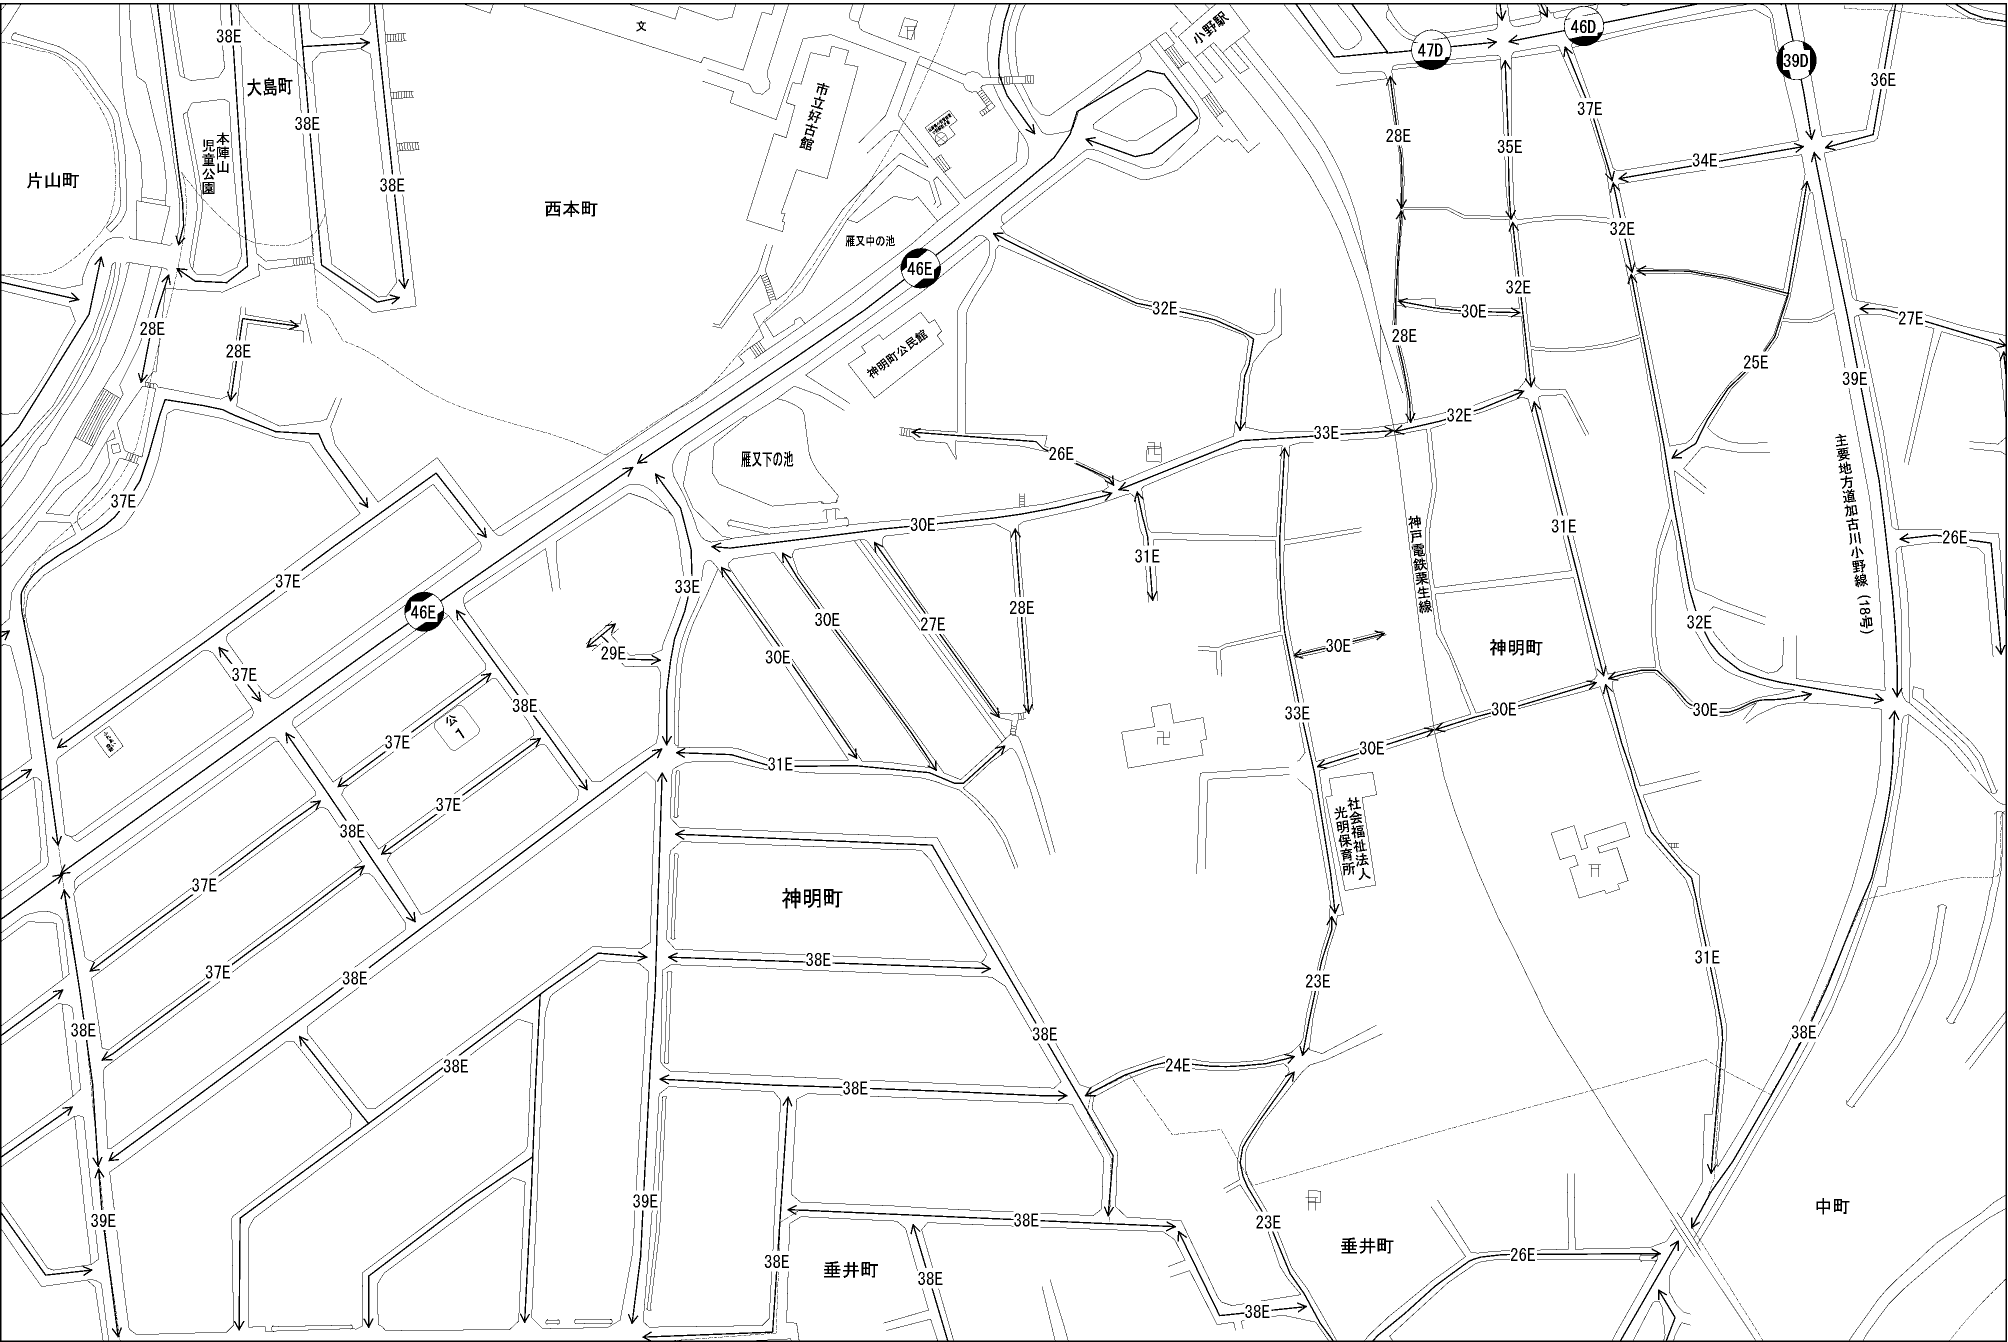 38E
文
小野駅
46D
47D
39D
36E
大島町
38E
市立好古館
37E
28E
35E
34E
本陣山
児童公園
片山町
38E
西本町
32E
雁又中の池
46E
32E
32E
30E
27E
28E
28E
28E
神明町公民館
25E
39E
32E
33E
26E
雁又下の池
主要地方道加古川小野線（18号）
37E
30E
31E
31E
26E
神戸電鉄粟生線
37E
33E
46E
30E
28E
27E
32E
30E
29E
30E
神明町
37E
38E
公
1
33E
30E
30E
37E
30E
31E
37E
38E
社会福祉法人
光明保育所
37E
神明町
37E
38E
38E
23E
31E
38E
38E
38E
38E
24E
38E
39E
39E
38E
23E
中町
38E
垂井町
38E
垂井町
26E
38E